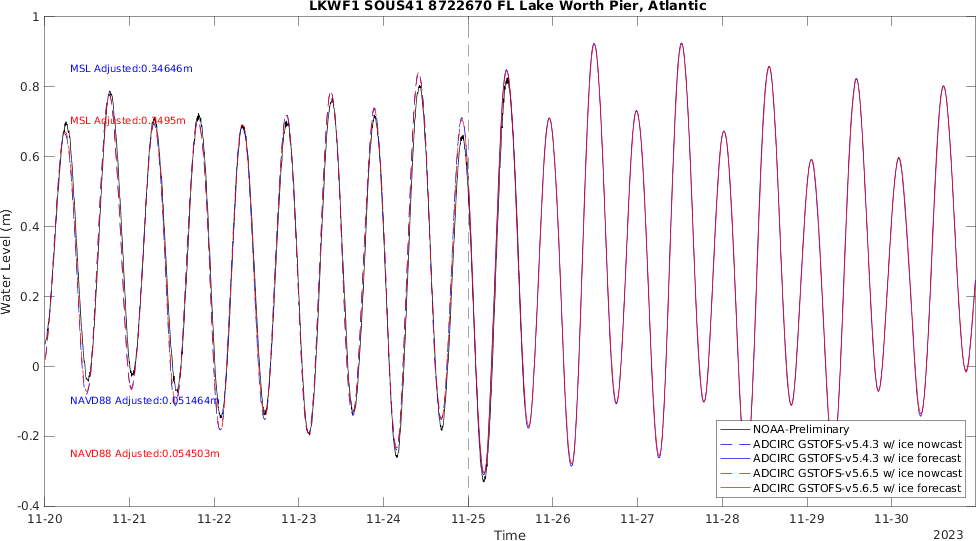 LKWF1 SOUS41 8722670 FL Lake Worth Pier, Atlantic
1
0.8
0.6
0.4
0.2
0
-0.2
-0.4
Water Level (m)
MSL Adjusted:0.34646m
MSL Adjusted:0.3495m
NAVD88 Adjusted:0.051464m
NAVD88 Adjusted:0.054503m
NOAA-Preliminary
ADCIRC GSTOFS-v5.4.3 w/ ice nowcast
ADCIRC GSTOFS-v5.4.3 w/ ice forecast
ADCIRC GSTOFS-v5.6.5 w/ ice nowcast
ADCIRC GSTOFS-v5.6.5 w/ ice forecast
11-20 11-21 11-22 11-23 11-24 11-25 11-26 11-27 11-28 11-29 11-30
Time
2023